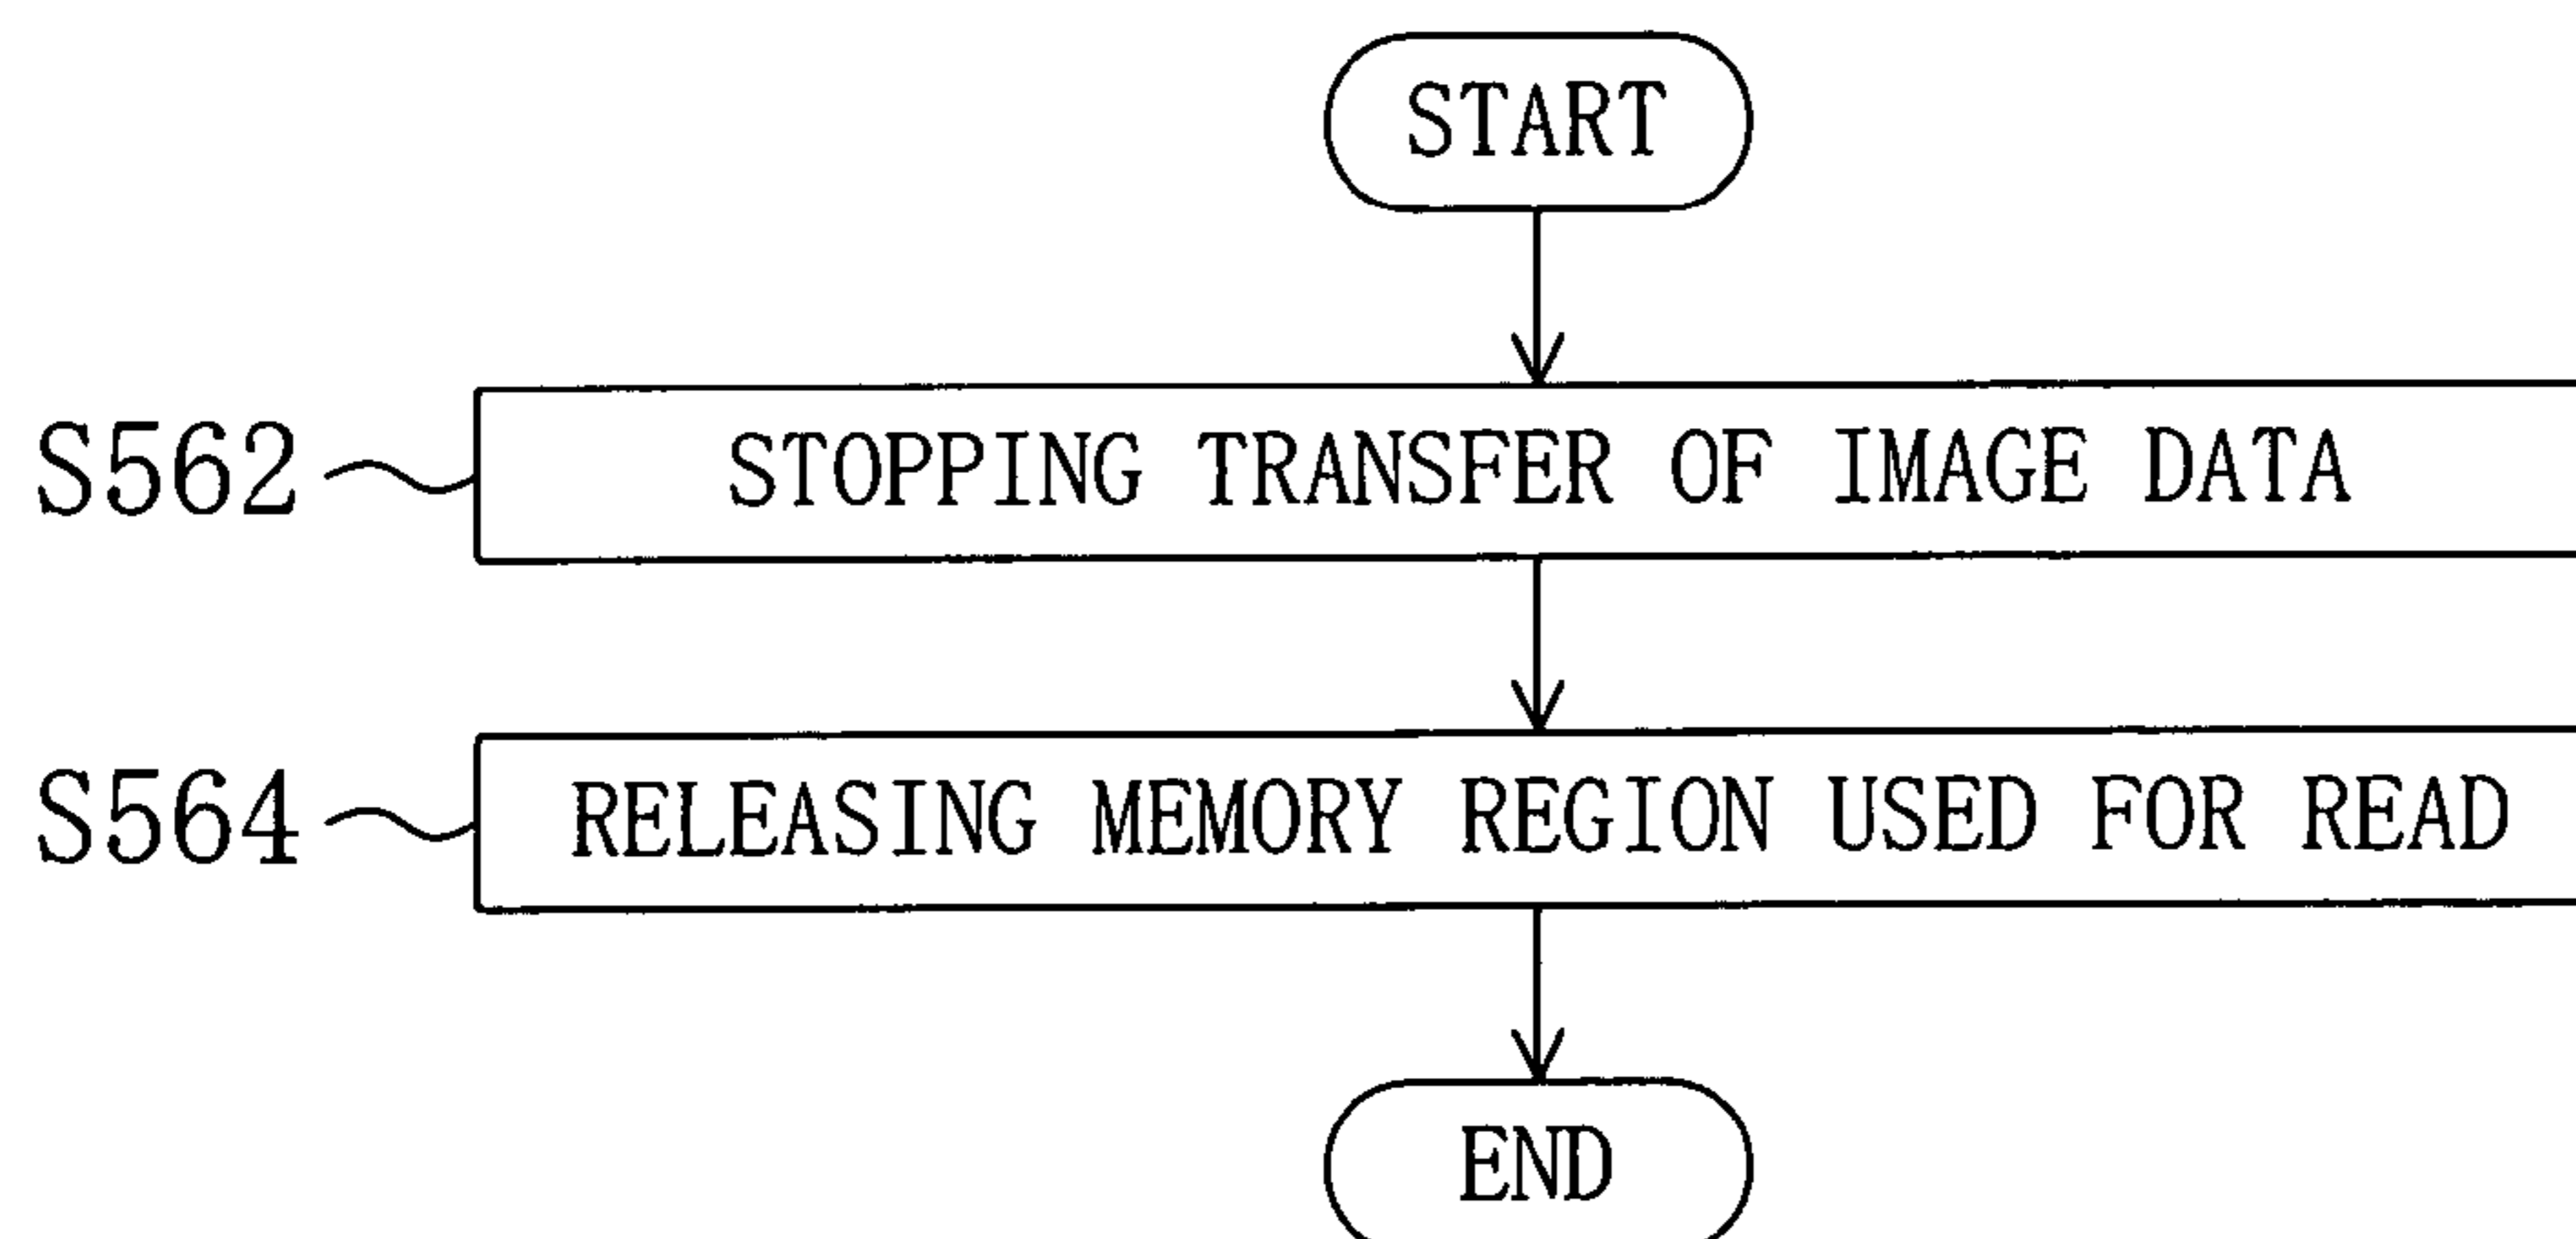 START
S562
STOPPING TRANSFER OF IMAGE DATA
S564
RELEASING MEMORY REGION USED FOR READ
END